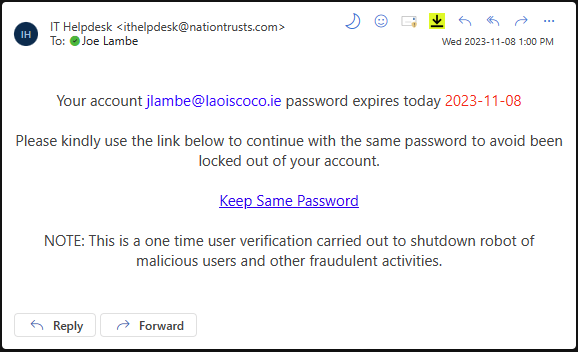 IH
IT Helpdesk <ithelpdesk@nationtrusts.com>
To: Joe Lambe
Wed 2023-11-08 1:00 PM
Your account jlambe@laoiscoco.ie password expires today 2023-11-08
Please kindly use the link below to continue with the same password to avoid been
locked out of your account.
Keep Same Password
NOTE: This is a one time user verification carried out to shutdown robot of
malicious users and other fraudulent activities.
Reply
Forward